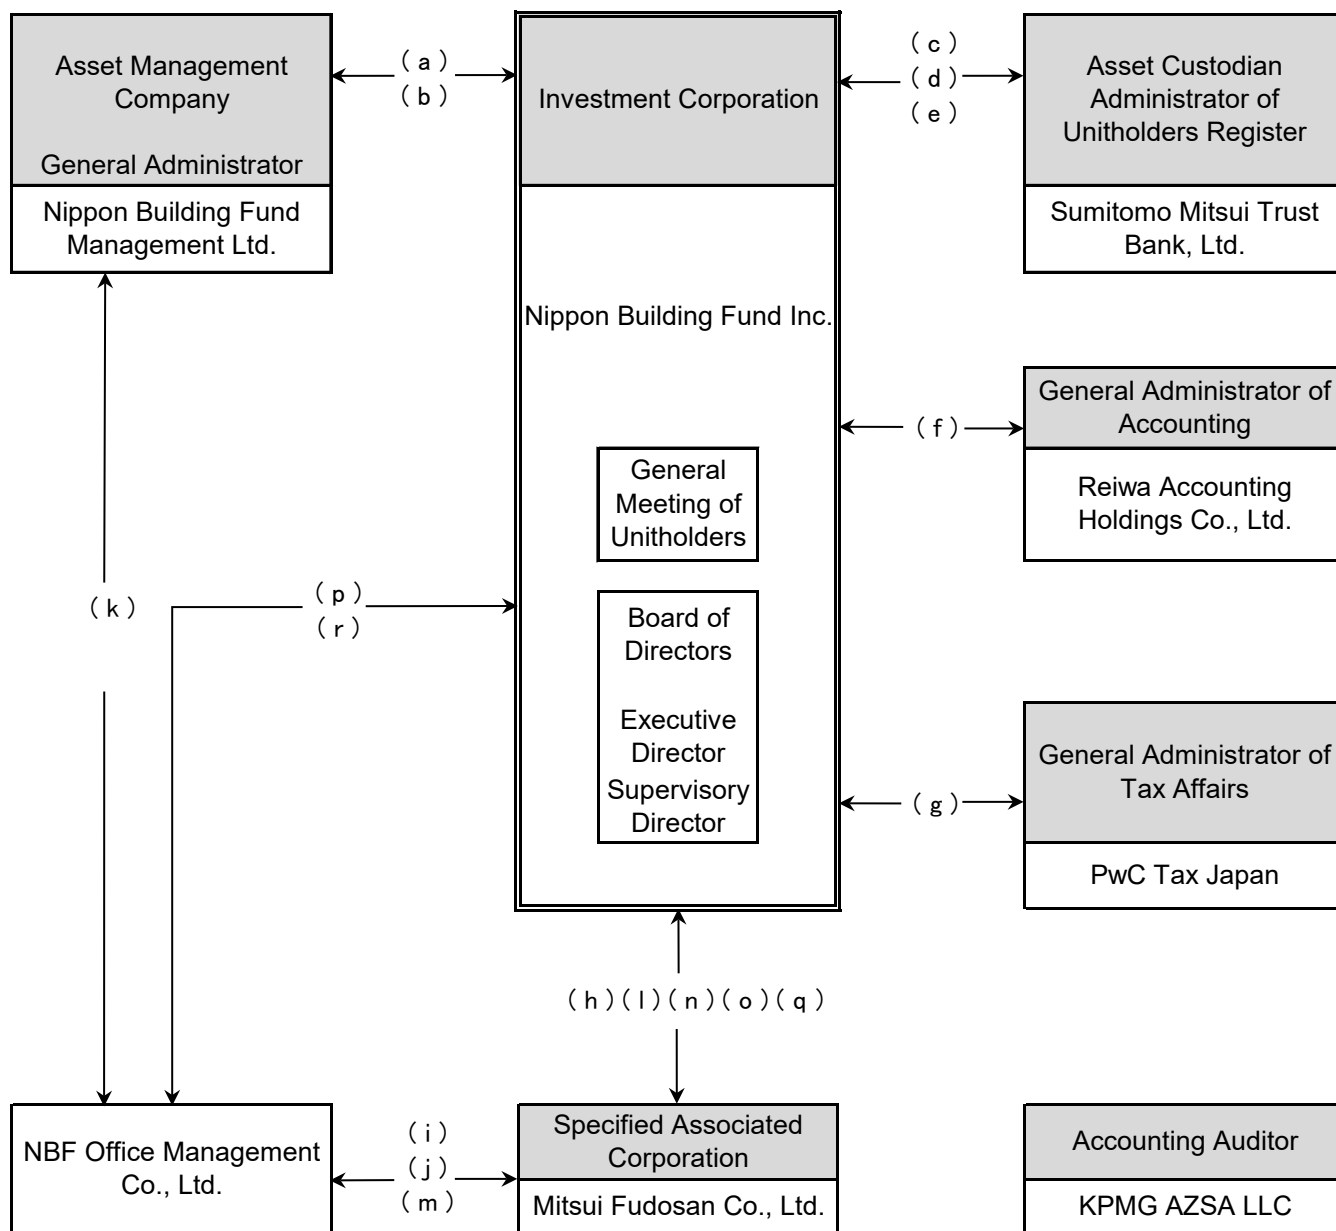 Asset Management
Company
General Administrator
Nippon Building Fund
Management Ltd.
( a )
( b )
Investment Corporation
Nippon Building Fund Inc.
( c )
( d )
( e )
Asset Custodian
Administrator of
Unitholders Register
Sumitomo Mitsui Trust
Bank, Ltd.
General
Meeting of
Unitholders
( f )
General Administrator of
Accounting
Reiwa Accounting
Holdings Co., Ltd.
( k )
( p )
( r )
Board of
Directors
Executive
Director
Supervisory
Director
( g )
General Administrator of
Tax Affairs
PwC Tax Japan
( h ) ( l ) ( n ) ( o ) ( q )
NBF Office Management
Co., Ltd.
( i )
( j )
( m )
Specified Associated
Corporation
Mitsui Fudosan Co., Ltd.
Accounting Auditor
KPMG AZSA LLC